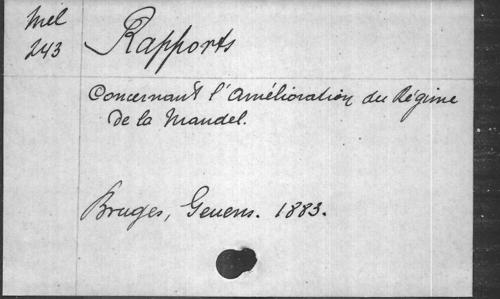 Mel
243
Rapports
Concernant l'Amélioration du Régime
de la Mandel.
Bruges, Geuens. 1883.